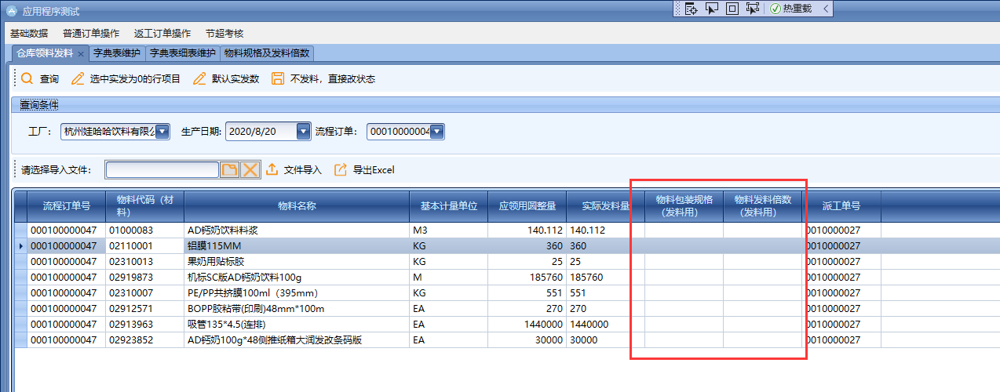 应用程序测试
热重载
基础数据 普通订单操作 返工订单操作 节超考核
仓库领料发料 × 字典表维护 字典表细表维护 物料规格及发料倍数
查询 选中实发为0的行项目 默认实发数 不发料，直接改状态
查询条件
工厂： 杭州娃哈哈饮料有限公 生产日期: 2020/8/20 流程订单： 00010000004
请选择导入文件: 文件导入 导出Excel
流程订单号 物料代码（材料） 物料名称 基本计量单位 应领用圆整量 实际发料量 物料包装规格（发料用） 物料发料倍数（发料用） 派工单号
000100000047 01000083 AD钙奶饮料料浆 M3 140.112 140.112 0010000027
000100000047 02110001 铝膜115MM KG 360 360 0010000027
000100000047 02310013 果奶用贴标胶 KG 25 25 0010000027
000100000047 02919873 机标SC版AD钙奶饮料100g M 185760 185760 0010000027
000100000047 02310007 PE/PP共挤膜100ml（395mm） KG 551 551 0010000027
000100000047 02912571 BOPP胶粘带(印刷)48mm*100m EA 270 270 0010000027
000100000047 02913963 吸管135*4.5(连排) EA 1440000 1440000 0010000027
000100000047 02923852 AD钙奶100g*48侧推纸箱大润发改条码版 EA 30000 30000 0010000027